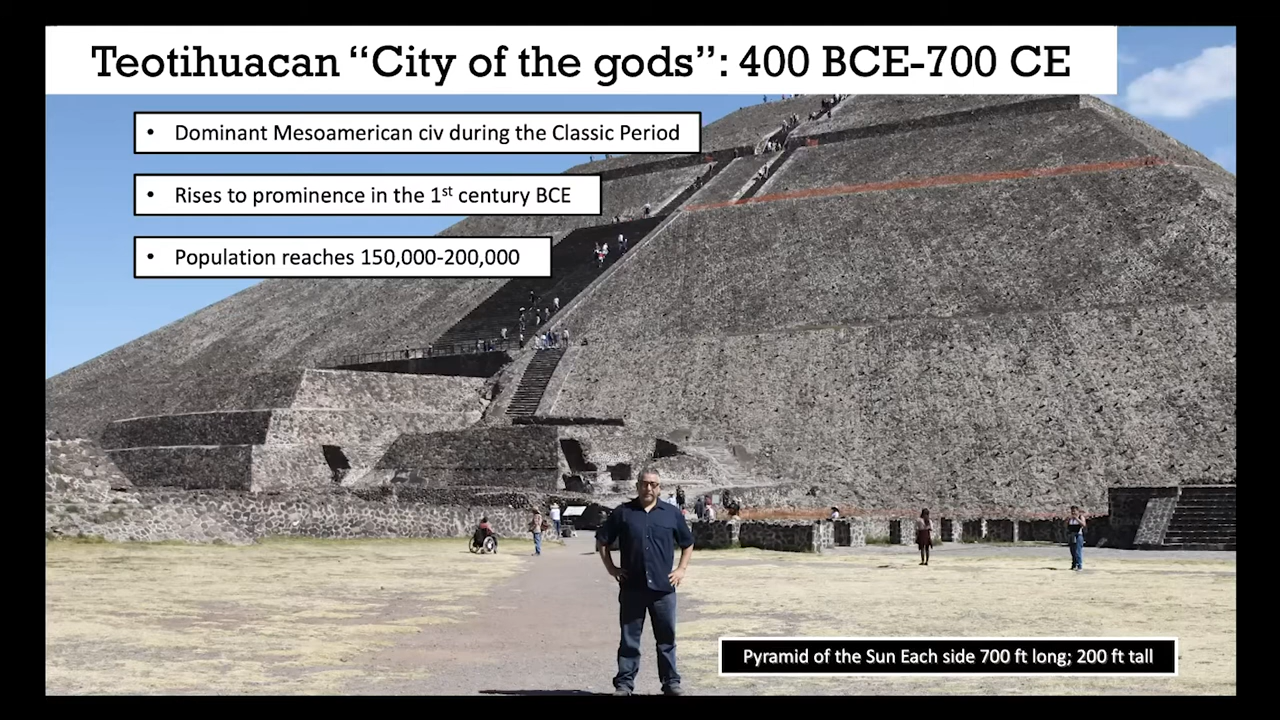 Teotihuacan “City of the gods”: 400 BCE-700 CE
• Dominant Mesoamerican civ during the Classic Period
• Rises to prominence in the 1st century BCE
• Population reaches 150,000-200,000
Pyramid of the Sun Each side 700 ft long; 200 ft tall